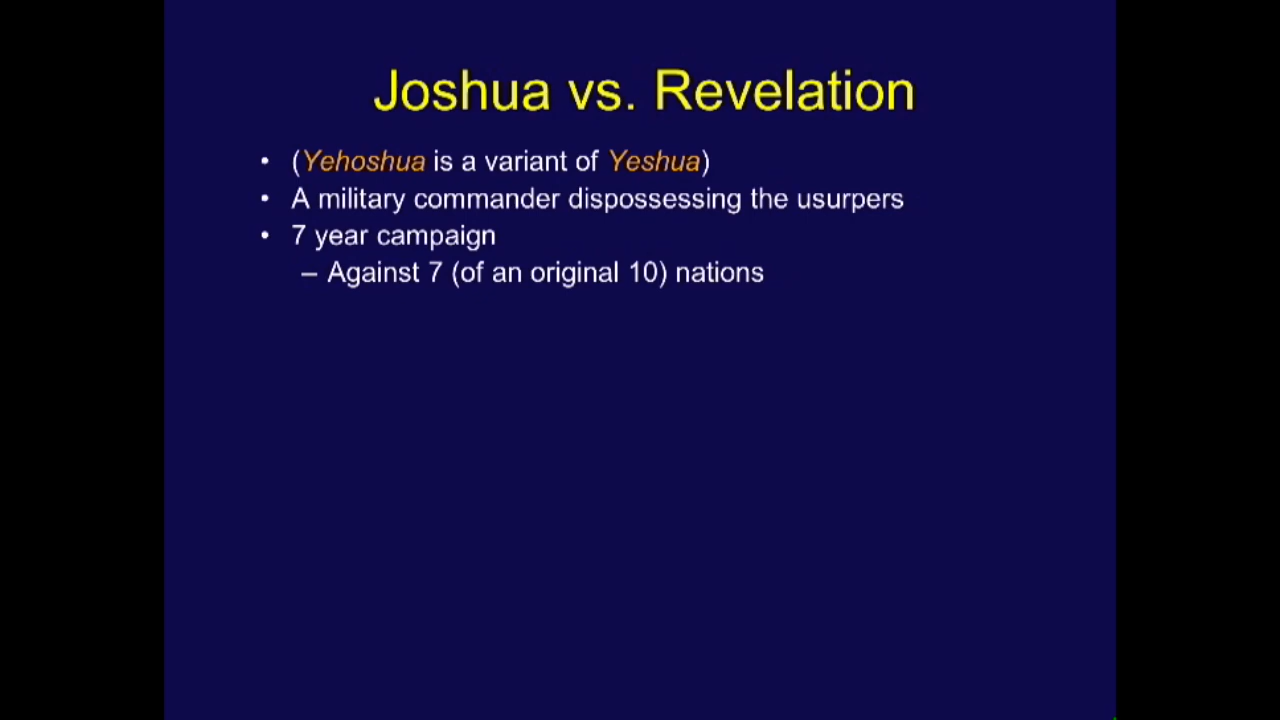 Joshua vs. Revelation
• (Yehoshua is a variant of Yeshua)
• A military commander dispossessing the usurpers
• 7 year campaign
– Against 7 (of an original 10) nations